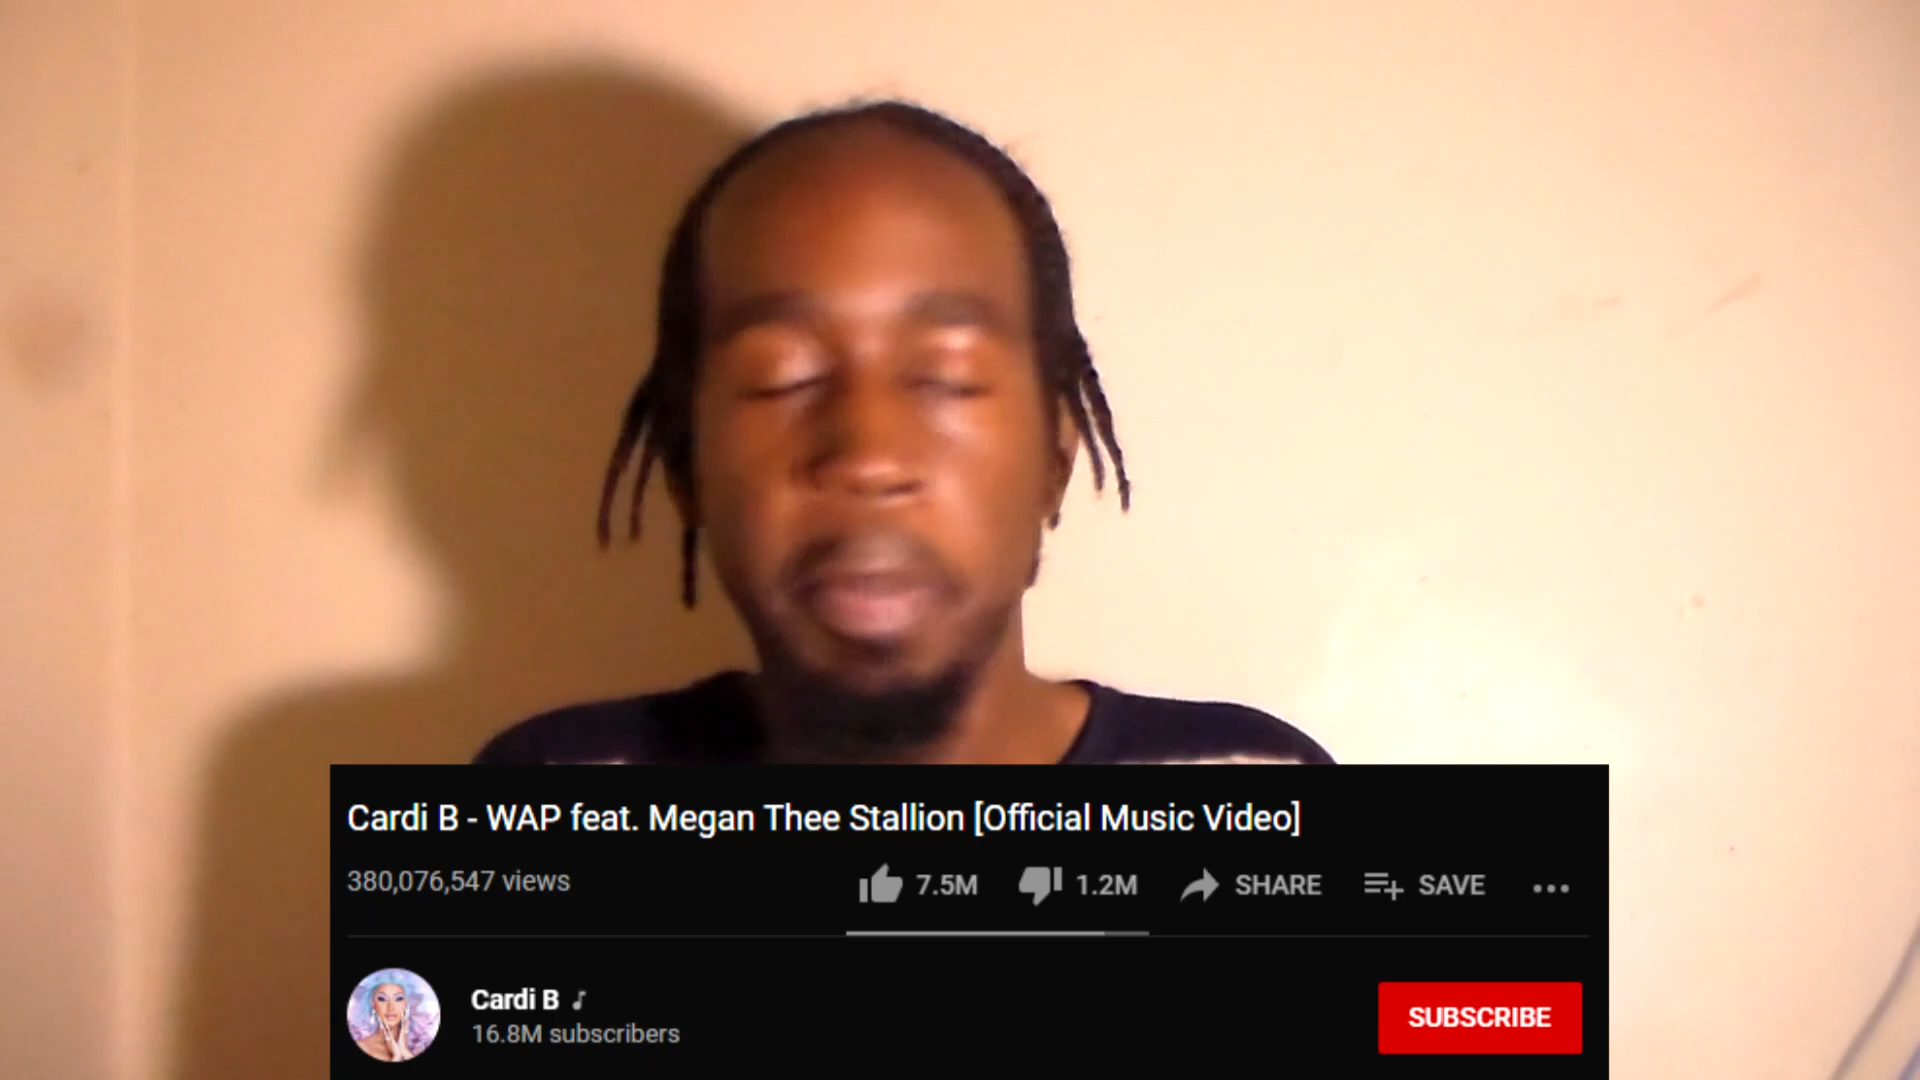 Cardi B - WAP feat. Megan Thee Stallion [Official Music Video]
380,076,547 views 7.5M 1.2M SHARE SAVE
Cardi B
16.8M subscribers
SUBSCRIBE